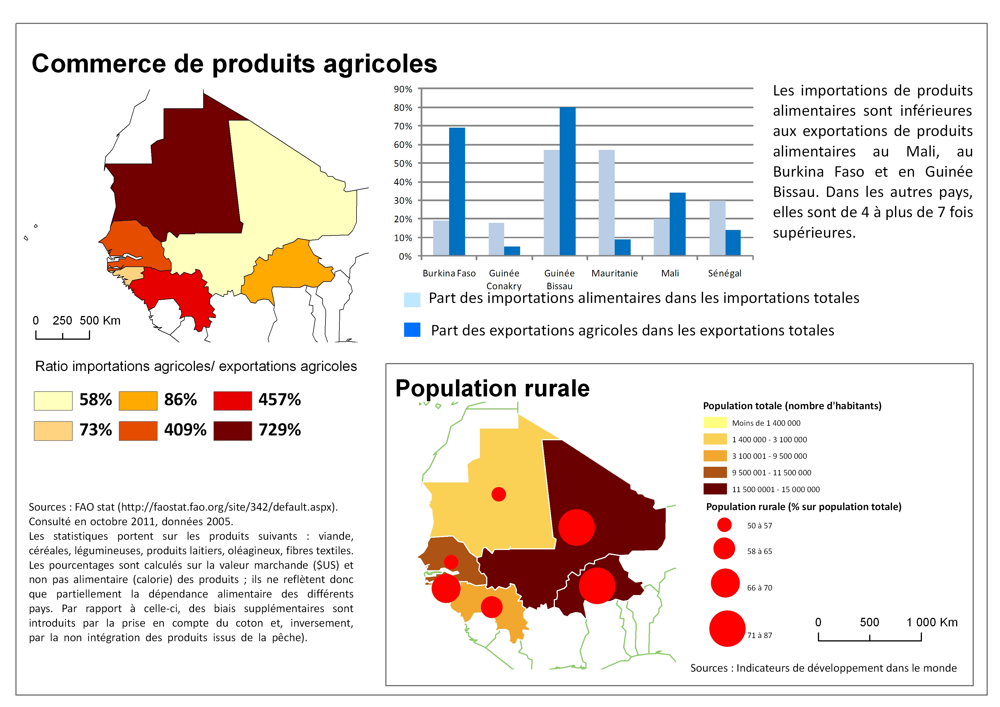 Commerce de produits agricoles
90%
80%
70%
60%
50%
40%
30%
20%
10%
0%
Burkina Faso
Guinée
Conakry
Guinée
Bissau
Mauritanie
Mali
Sénégal
Part des importations alimentaires dans les importations totales
Part des exportations agricoles dans les exportations totales
Les importations de produits
alimentaires sont inférieures
aux exportations de produits
alimentaires au Mali, au
Burkina Faso et en Guinée
Bissau. Dans les autres pays,
elles sont de 4 à plus de 7 fois
supérieures.
0 250 500 Km
Ratio importations agricoles/ exportations agricoles
58% 86% 457%
73% 409% 729%
Sources : FAO stat (http://faostat.fao.org/site/342/default.aspx).
Consulté en octobre 2011, données 2005.
Les statistiques portent sur les produits suivants : viande,
céréales, légumineuses, produits laitiers, oléagineux, fibres textiles.
Les pourcentages sont calculés sur la valeur marchande ($US) et
non pas alimentaire (calorie) des produits ; ils ne reflètent donc
que partiellement la dépendance alimentaire des différents
pays. Par rapport à celle-ci, des biais supplémentaires sont
introduits par la prise en compte du coton et, inversement,
par la non intégration des produits issus de la pêche).
Population rurale
Population totale (nombre d'habitants)
Moins de 1 400 000
1 400 000 - 3 100 000
3 100 001 - 9 500 000
9 500 001 - 11 500 000
11 500 0001 - 15 000 000
Population rurale (% sur population totale)
50 à 57
58 à 65
66 à 70
71 à 87
0 500 1 000 Km
Sources : Indicateurs de développement dans le monde